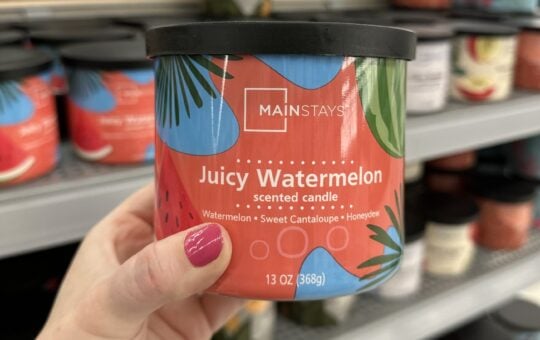 MAINSTAYS
Juicy Watermelon
scented candle
Watermelon • Sweet Cantaloupe • Honeydew
13 OZ (368g)